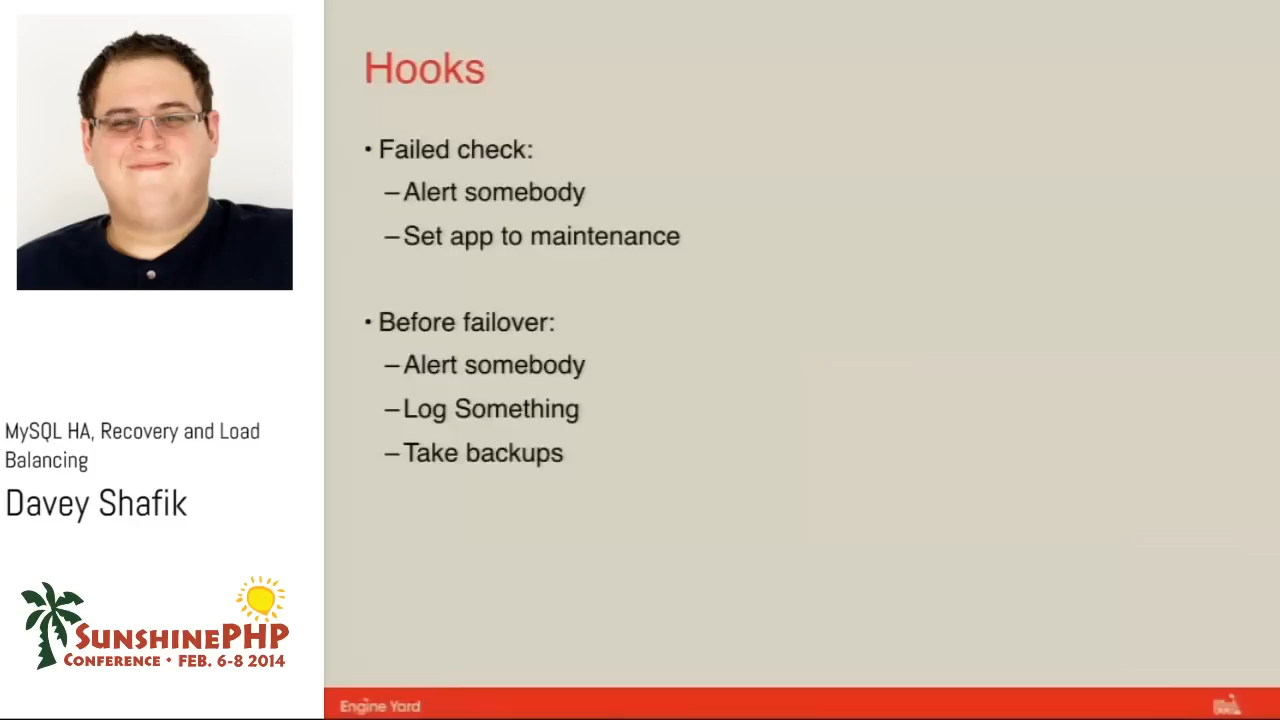 Hooks
• Failed check:
– Alert somebody
– Set app to maintenance
• Before failover:
– Alert somebody
– Log Something
– Take backups
MySQL HA, Recovery and Load
Balancing
Davey Shafik
SunshinePHP
Conference • Feb. 6-8 2014
Engine Yard